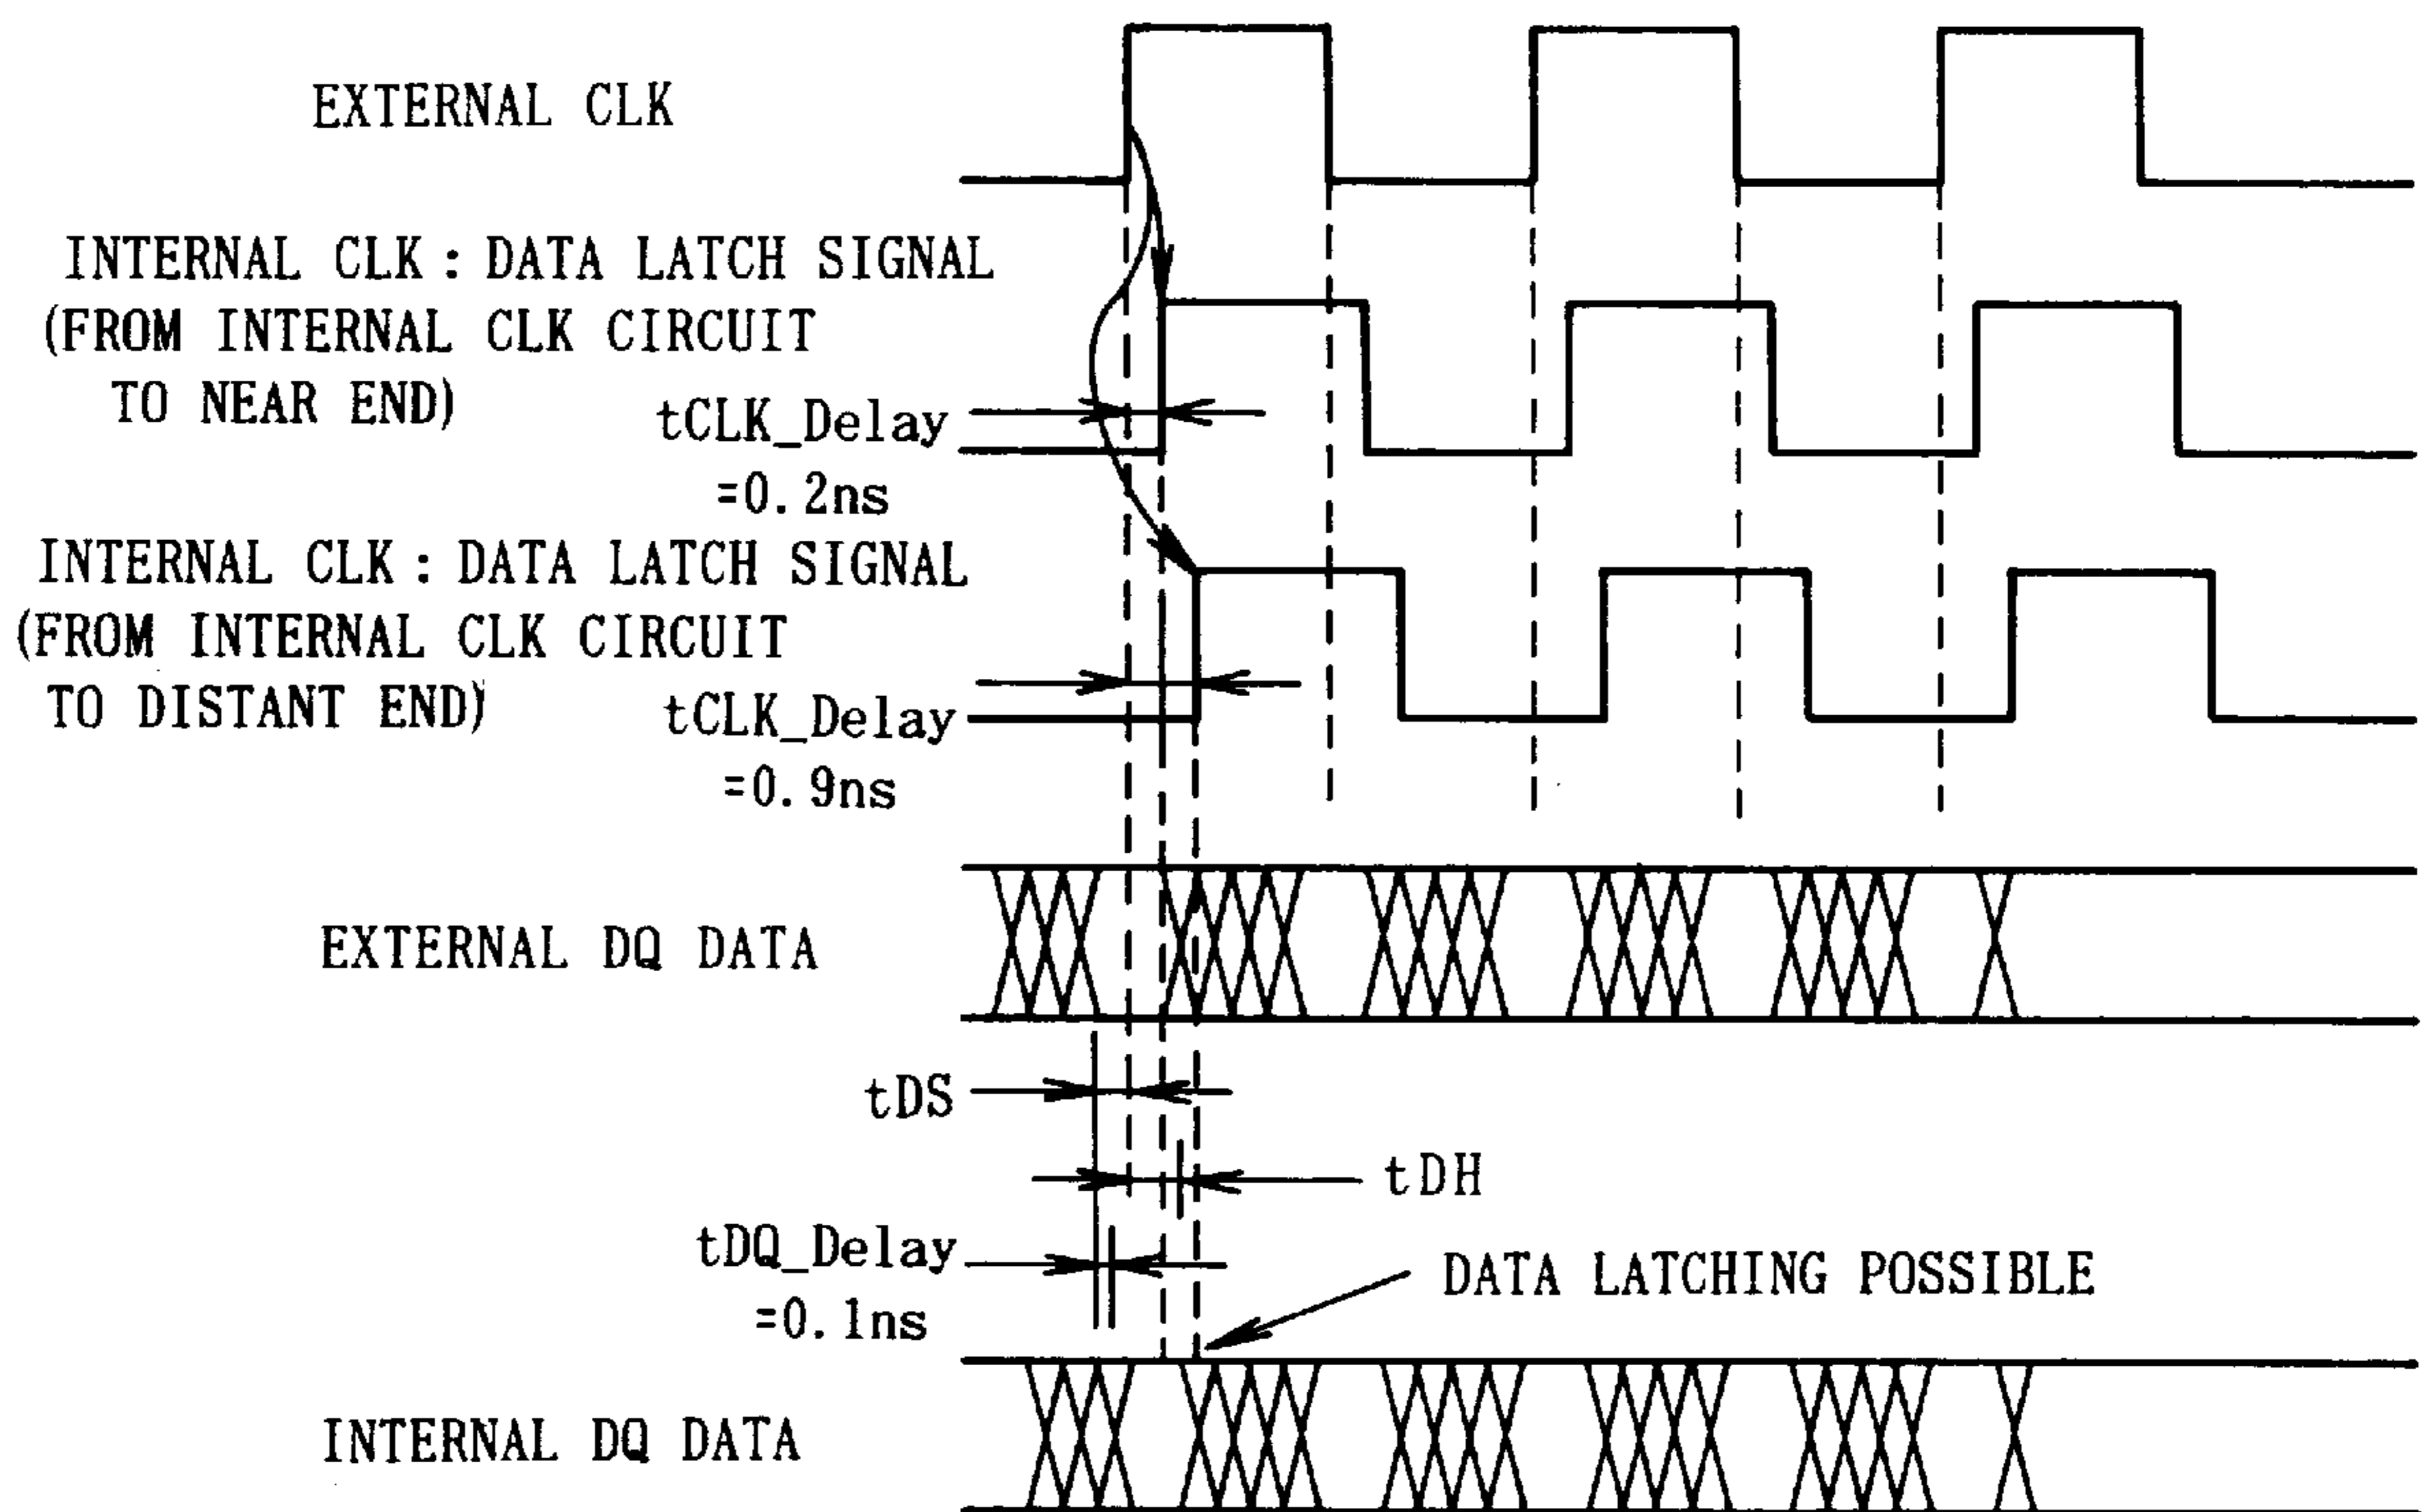 EXTERNAL CLK
INTERNAL CLK : DATA LATCH SIGNAL
(FROM INTERNAL CLK CIRCUIT
TO NEAR END)
tCLK_Delay
=0.2ns
INTERNAL CLK : DATA LATCH SIGNAL
(FROM INTERNAL CLK CIRCUIT
TO DISTANT END)
tCLK_Delay
=0.9ns
EXTERNAL DQ DATA
tDS
tDH
tDQ_Delay
=0.1ns
DATA LATCHING POSSIBLE
INTERNAL DQ DATA